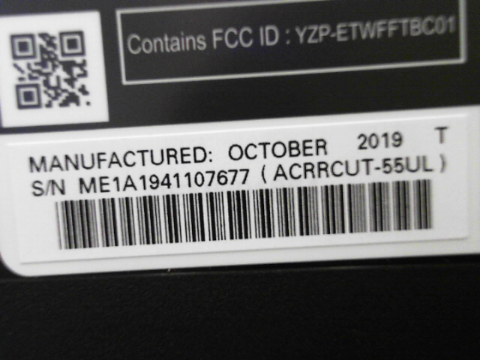 Contains FCC ID : YZP-ETWFFTBC01
MANUFACTURED: OCTOBER 2019 T
S/N ME1A1941107677 ( ACRRCUT-55UL )